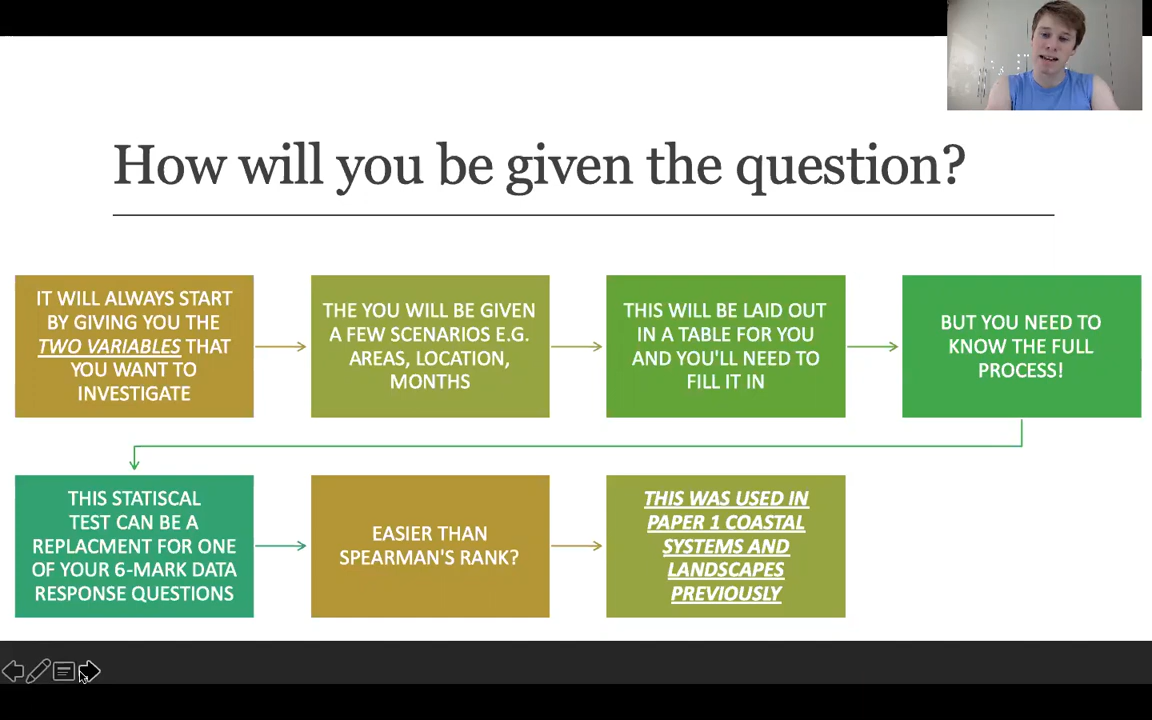 How will you be given the question?
IT WILL ALWAYS START
BY GIVING YOU THE
TWO VARIABLES THAT
YOU WANT TO
INVESTIGATE
THE YOU WILL BE GIVEN
A FEW SCENARIOS E.G.
AREAS, LOCATION,
MONTHS
THIS WILL BE LAID OUT
IN A TABLE FOR YOU
AND YOU'LL NEED TO
FILL IT IN
BUT YOU NEED TO
KNOW THE FULL
PROCESS!
THIS STATISCAL
TEST CAN BE A
REPLACMENT FOR ONE
OF YOUR 6-MARK DATA
RESPONSE QUESTIONS
EASIER THAN
SPEARMAN'S RANK?
THIS WAS USED IN
PAPER 1 COASTAL
SYSTEMS AND
LANDSCAPES
PREVIOUSLY